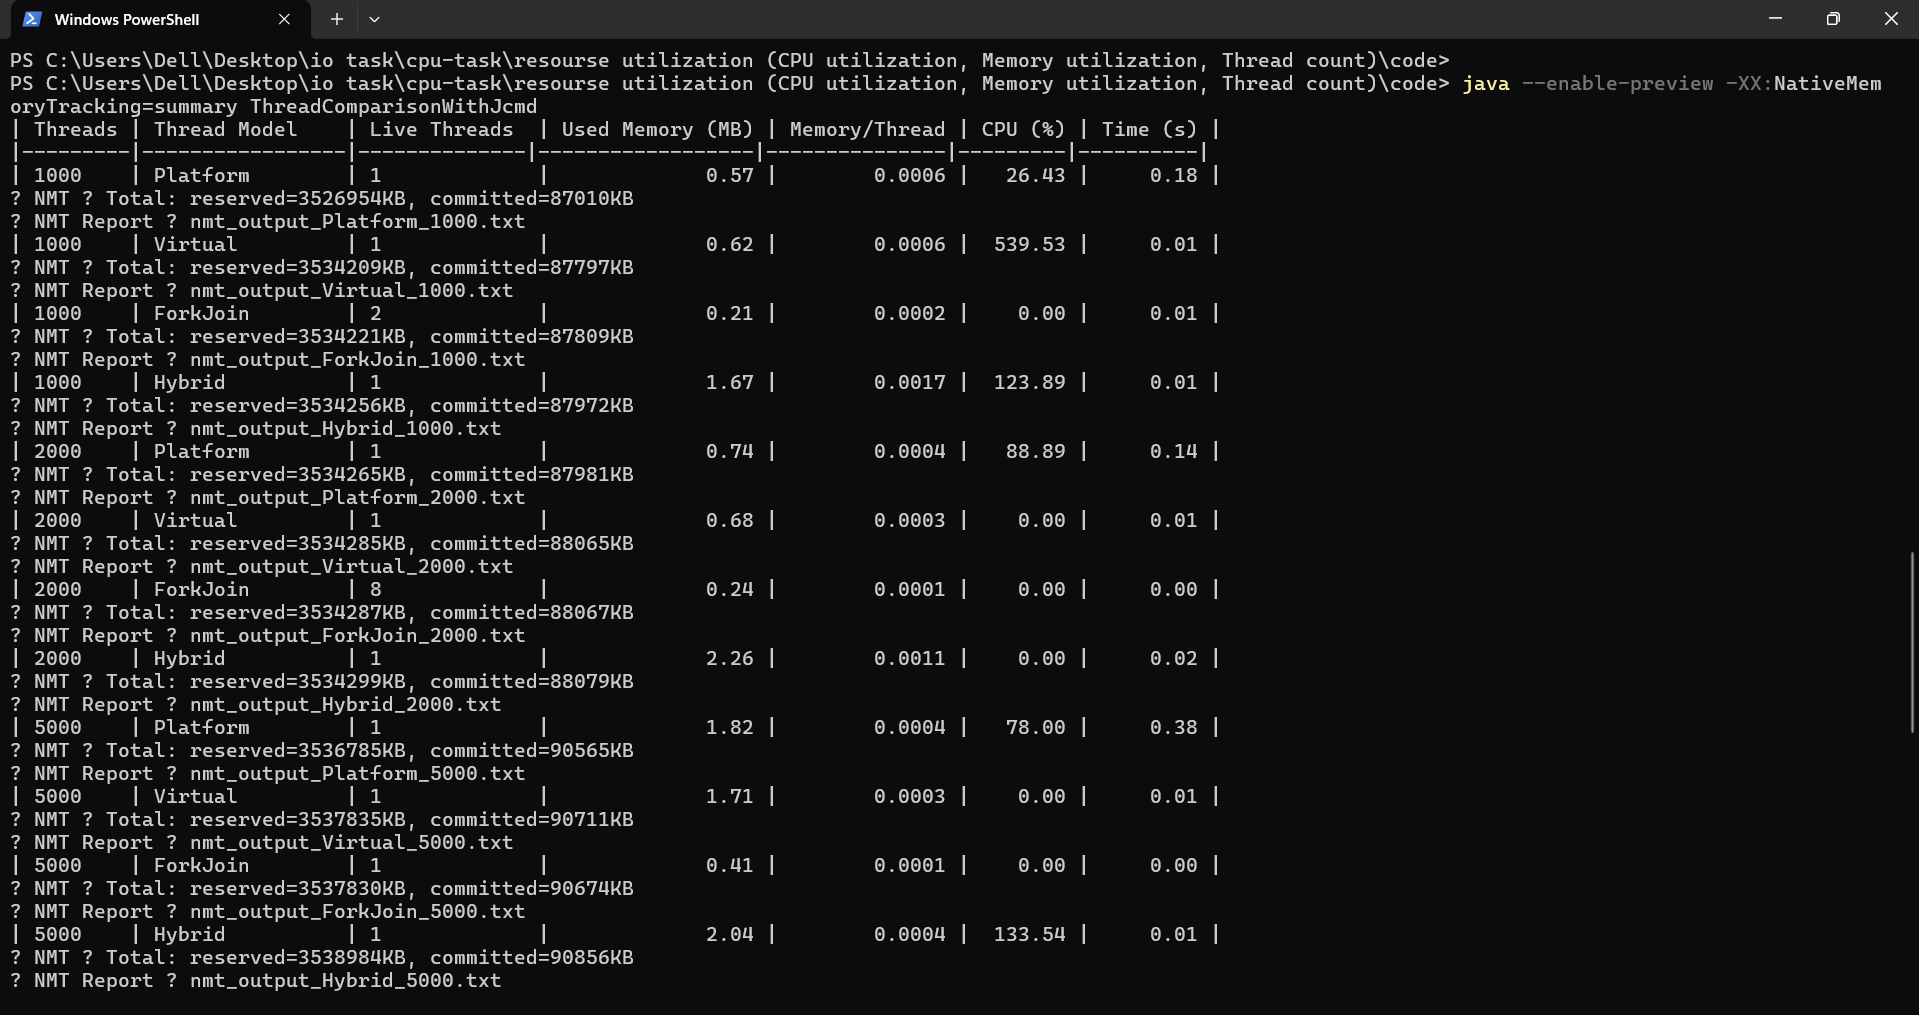 Windows PowerShell
PS C:\Users\Dell\Desktop\io task\cpu-task\resourse utilization (CPU utilization, Memory utilization, Thread count)\code>
PS C:\Users\Dell\Desktop\io task\cpu-task\resourse utilization (CPU utilization, Memory utilization, Thread count)\code> java --enable-preview -XX:NativeMem
oryTracking=summary ThreadComparisonWithJcmd
| Threads | Thread Model    | Live Threads  | Used Memory (MB) | Memory/Thread | CPU (%) | Time (s) |
|---------|-----------------|--------------|------------------|---------------|---------|----------|
| 1000    | Platform        | 1             |             0.57 |        0.0006 |   26.43 |     0.18 |
? NMT ? Total: reserved=3526954KB, committed=87010KB
? NMT Report ? nmt_output_Platform_1000.txt
| 1000    | Virtual         | 1             |             0.62 |        0.0006 |  539.53 |     0.01 |
? NMT ? Total: reserved=3534209KB, committed=87797KB
? NMT Report ? nmt_output_Virtual_1000.txt
| 1000    | ForkJoin        | 2             |             0.21 |        0.0002 |    0.00 |     0.01 |
? NMT ? Total: reserved=3534221KB, committed=87809KB
? NMT Report ? nmt_output_ForkJoin_1000.txt
| 1000    | Hybrid          | 1             |             1.67 |        0.0017 |  123.89 |     0.01 |
? NMT ? Total: reserved=3534256KB, committed=87972KB
? NMT Report ? nmt_output_Hybrid_1000.txt
| 2000    | Platform        | 1             |             0.74 |        0.0004 |   88.89 |     0.14 |
? NMT ? Total: reserved=3534265KB, committed=87981KB
? NMT Report ? nmt_output_Platform_2000.txt
| 2000    | Virtual         | 1             |             0.68 |        0.0003 |    0.00 |     0.01 |
? NMT ? Total: reserved=3534285KB, committed=88065KB
? NMT Report ? nmt_output_Virtual_2000.txt
| 2000    | ForkJoin        | 8             |             0.24 |        0.0001 |    0.00 |     0.00 |
? NMT ? Total: reserved=3534287KB, committed=88067KB
? NMT Report ? nmt_output_ForkJoin_2000.txt
| 2000    | Hybrid          | 1             |             2.26 |        0.0011 |    0.00 |     0.02 |
? NMT ? Total: reserved=3534299KB, committed=88079KB
? NMT Report ? nmt_output_Hybrid_2000.txt
| 5000    | Platform        | 1             |             1.82 |        0.0004 |   78.00 |     0.38 |
? NMT ? Total: reserved=3536785KB, committed=90565KB
? NMT Report ? nmt_output_Platform_5000.txt
| 5000    | Virtual         | 1             |             1.71 |        0.0003 |    0.00 |     0.01 |
? NMT ? Total: reserved=3537835KB, committed=90711KB
? NMT Report ? nmt_output_Virtual_5000.txt
| 5000    | ForkJoin        | 1             |             0.41 |        0.0001 |    0.00 |     0.00 |
? NMT ? Total: reserved=3537830KB, committed=90674KB
? NMT Report ? nmt_output_ForkJoin_5000.txt
| 5000    | Hybrid          | 1             |             2.04 |        0.0004 |  133.54 |     0.01 |
? NMT ? Total: reserved=3538984KB, committed=90856KB
? NMT Report ? nmt_output_Hybrid_5000.txt